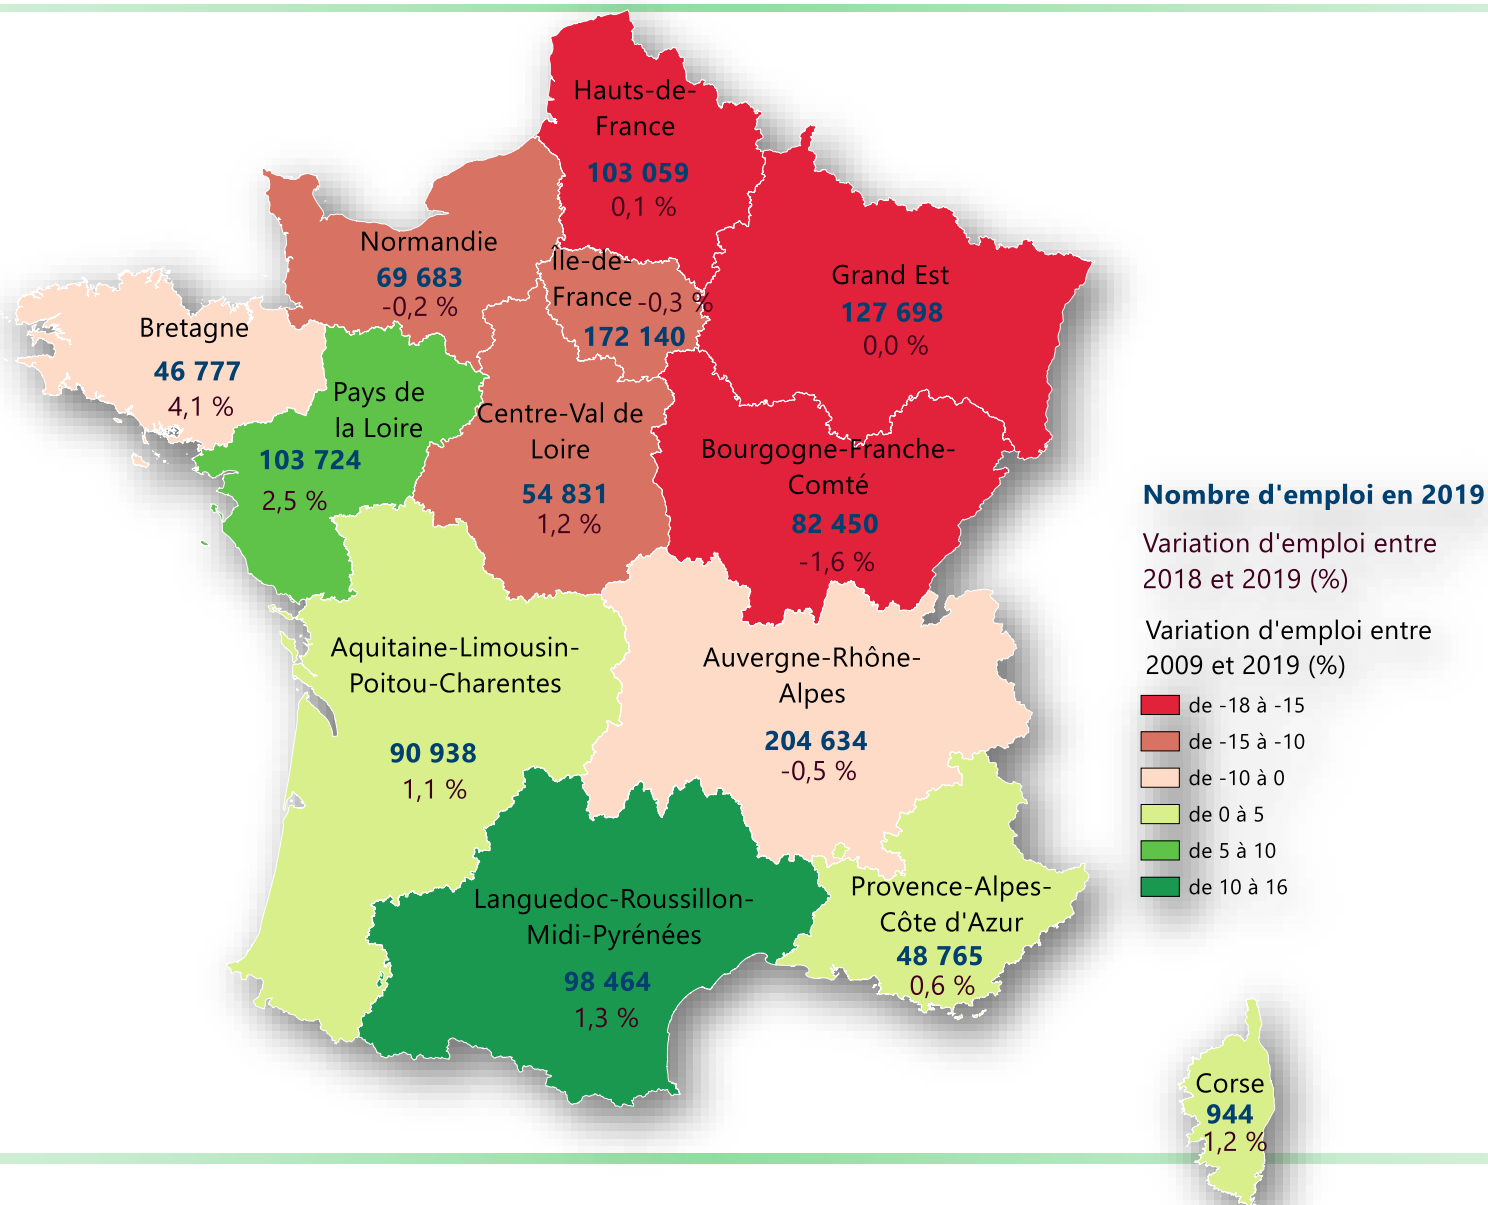 Hauts-de-
France
103 059
0,1 %
Normandie
69 683
-0,2 %
Île-de-
France -0,3 %
172 140
Grand Est
127 698
0,0 %
Bretagne
46 777
4,1 %
Pays de
la Loire
103 724
2,5 %
Centre-Val de
Loire
54 831
1,2 %
Bourgogne-Franche-
Comté
82 450
-1,6 %
Aquitaine-Limousin-
Poitou-Charentes
90 938
1,1 %
Auvergne-Rhône-
Alpes
204 634
-0,5 %
Languedoc-Roussillon-
Midi-Pyrénées
98 464
1,3 %
Provence-Alpes-
Côte d'Azur
48 765
0,6 %
Corse
944
1,2 %
Nombre d'emploi en 2019
Variation d'emploi entre
2018 et 2019 (%)
Variation d'emploi entre
2009 et 2019 (%)
de -18 à -15
de -15 à -10
de -10 à 0
de 0 à 5
de 5 à 10
de 10 à 16